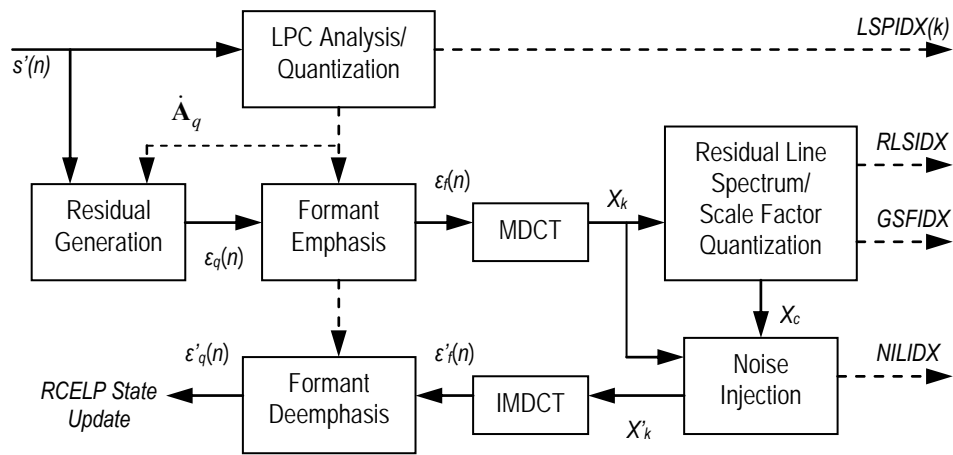 LPC Analysis/
Quantization
LSPIDX(k)
s'(n)
Ȧq
Residual
Generation
εq(n)
Formant
Emphasis
εf(n)
MDCT
Xk
Residual Line
Spectrum/
Scale Factor
Quantization
RLSIDX
GSFIDX
Xc
RCELP State
Update
ε'q(n)
Formant
Deemphasis
ε'f(n)
IMDCT
X'k
Noise
Injection
NILIDX